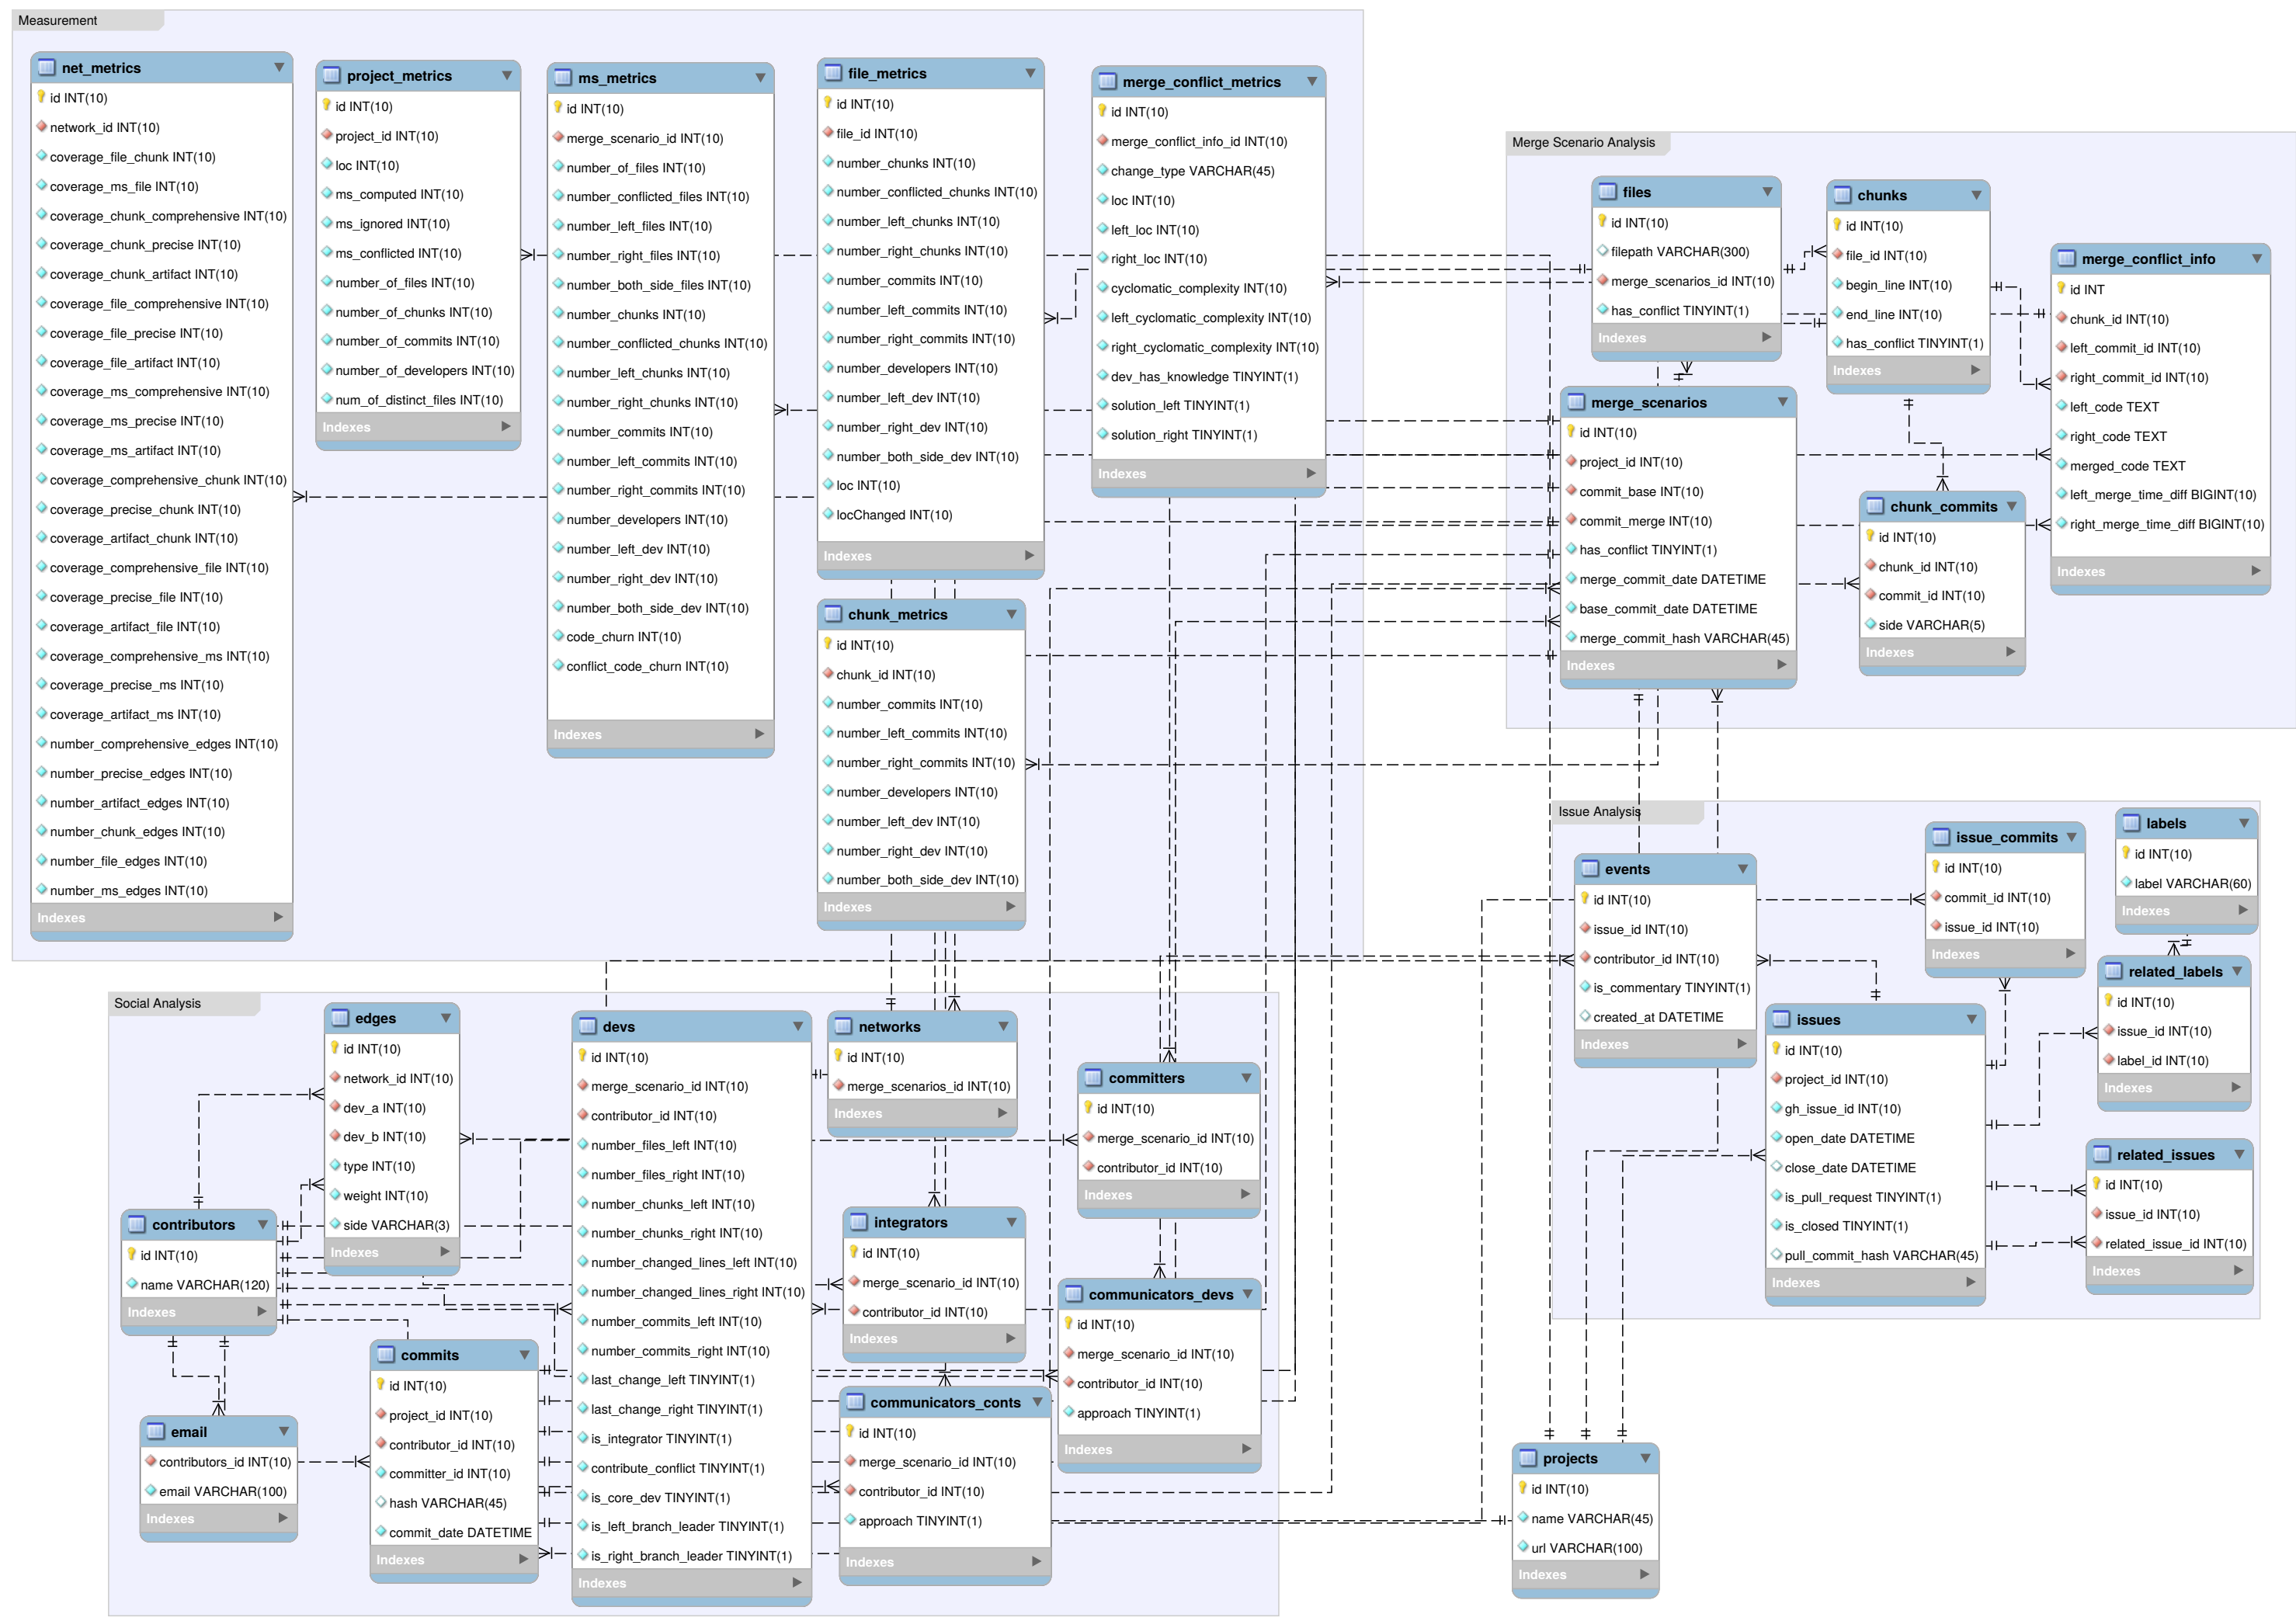 Measurement
net_metrics
id INT(10)
network_id INT(10)
coverage_file_chunk INT(10)
coverage_ms_file INT(10)
coverage_chunk_comprehensive INT(10)
coverage_chunk_precise INT(10)
coverage_chunk_artifact INT(10)
coverage_file_comprehensive INT(10)
coverage_file_precise INT(10)
coverage_file_artifact INT(10)
coverage_ms_comprehensive INT(10)
coverage_ms_precise INT(10)
coverage_ms_artifact INT(10)
coverage_comprehensive_chunk INT(10)
coverage_precise_chunk INT(10)
coverage_artifact_chunk INT(10)
coverage_comprehensive_file INT(10)
coverage_precise_file INT(10)
coverage_artifact_file INT(10)
coverage_comprehensive_ms INT(10)
coverage_precise_ms INT(10)
coverage_artifact_ms INT(10)
number_comprehensive_edges INT(10)
number_precise_edges INT(10)
number_artifact_edges INT(10)
number_chunk_edges INT(10)
number_file_edges INT(10)
number_ms_edges INT(10)
Indexes
project_metrics
id INT(10)
project_id INT(10)
loc INT(10)
ms_computed INT(10)
ms_ignored INT(10)
ms_conflicted INT(10)
number_of_files INT(10)
number_of_chunks INT(10)
number_of_commits INT(10)
number_of_developers INT(10)
num_of_distinct_files INT(10)
Indexes
ms_metrics
id INT(10)
merge_scenario_id INT(10)
number_of_files INT(10)
number_conflicted_files INT(10)
number_left_files INT(10)
number_right_files INT(10)
number_both_side_files INT(10)
number_chunks INT(10)
number_conflicted_chunks INT(10)
number_left_chunks INT(10)
number_right_chunks INT(10)
number_commits INT(10)
number_left_commits INT(10)
number_right_commits INT(10)
number_developers INT(10)
number_left_dev INT(10)
number_right_dev INT(10)
number_both_side_dev INT(10)
code_churn INT(10)
conflict_code_churn INT(10)
Indexes
file_metrics
id INT(10)
file_id INT(10)
number_chunks INT(10)
number_conflicted_chunks INT(10)
number_left_chunks INT(10)
number_right_chunks INT(10)
number_commits INT(10)
number_left_commits INT(10)
number_right_commits INT(10)
number_developers INT(10)
number_left_dev INT(10)
number_right_dev INT(10)
number_both_side_dev INT(10)
loc INT(10)
locChanged INT(10)
Indexes
merge_conflict_metrics
id INT(10)
merge_conflict_info_id INT(10)
change_type VARCHAR(45)
loc INT(10)
left_loc INT(10)
right_loc INT(10)
cyclomatic_complexity INT(10)
left_cyclomatic_complexity INT(10)
right_cyclomatic_complexity INT(10)
dev_has_knowledge TINYINT(1)
solution_left TINYINT(1)
solution_right TINYINT(1)
Indexes
chunk_metrics
id INT(10)
chunk_id INT(10)
number_commits INT(10)
number_left_commits INT(10)
number_right_commits INT(10)
number_developers INT(10)
number_left_dev INT(10)
number_right_dev INT(10)
number_both_side_dev INT(10)
Indexes
Merge Scenario Analysis
files
id INT(10)
filepath VARCHAR(300)
merge_scenarios_id INT(10)
has_conflict TINYINT(1)
Indexes
chunks
id INT(10)
file_id INT(10)
begin_line INT(10)
end_line INT(10)
has_conflict TINYINT(1)
Indexes
merge_conflict_info
id INT
chunk_id INT(10)
left_commit_id INT(10)
right_commit_id INT(10)
left_code TEXT
right_code TEXT
merged_code TEXT
left_merge_time_diff BIGINT(10)
right_merge_time_diff BIGINT(10)
Indexes
merge_scenarios
id INT(10)
project_id INT(10)
commit_base INT(10)
commit_merge INT(10)
has_conflict TINYINT(1)
merge_commit_date DATETIME
base_commit_date DATETIME
merge_commit_hash VARCHAR(45)
Indexes
chunk_commits
id INT(10)
chunk_id INT(10)
commit_id INT(10)
side VARCHAR(5)
Indexes
Issue Analysis
events
id INT(10)
issue_id INT(10)
contributor_id INT(10)
is_commentary TINYINT(1)
created_at DATETIME
Indexes
issue_commits
id INT(10)
commit_id INT(10)
issue_id INT(10)
Indexes
labels
id INT(10)
label VARCHAR(60)
Indexes
related_labels
id INT(10)
issue_id INT(10)
label_id INT(10)
Indexes
issues
id INT(10)
project_id INT(10)
gh_issue_id INT(10)
open_date DATETIME
close_date DATETIME
is_pull_request TINYINT(1)
is_closed TINYINT(1)
pull_commit_hash VARCHAR(45)
Indexes
related_issues
id INT(10)
issue_id INT(10)
related_issue_id INT(10)
Indexes
Social Analysis
edges
id INT(10)
network_id INT(10)
dev_a INT(10)
dev_b INT(10)
type INT(10)
weight INT(10)
side VARCHAR(3)
Indexes
contributors
id INT(10)
name VARCHAR(120)
Indexes
email
contributors_id INT(10)
email VARCHAR(100)
Indexes
commits
id INT(10)
project_id INT(10)
contributor_id INT(10)
committer_id INT(10)
hash VARCHAR(45)
commit_date DATETIME
Indexes
devs
id INT(10)
merge_scenario_id INT(10)
contributor_id INT(10)
number_files_left INT(10)
number_files_right INT(10)
number_chunks_left INT(10)
number_chunks_right INT(10)
number_changed_lines_left INT(10)
number_changed_lines_right INT(10)
number_commits_left INT(10)
number_commits_right INT(10)
last_change_left TINYINT(1)
last_change_right TINYINT(1)
is_integrator TINYINT(1)
contribute_conflict TINYINT(1)
is_core_dev TINYINT(1)
is_left_branch_leader TINYINT(1)
is_right_branch_leader TINYINT(1)
Indexes
networks
id INT(10)
merge_scenarios_id INT(10)
Indexes
committers
id INT(10)
merge_scenario_id INT(10)
contributor_id INT(10)
Indexes
integrators
id INT(10)
merge_scenario_id INT(10)
contributor_id INT(10)
Indexes
communicators_devs
id INT(10)
merge_scenario_id INT(10)
contributor_id INT(10)
approach TINYINT(1)
Indexes
communicators_conts
id INT(10)
merge_scenario_id INT(10)
contributor_id INT(10)
approach TINYINT(1)
Indexes
projects
id INT(10)
name VARCHAR(45)
url VARCHAR(100)
Indexes